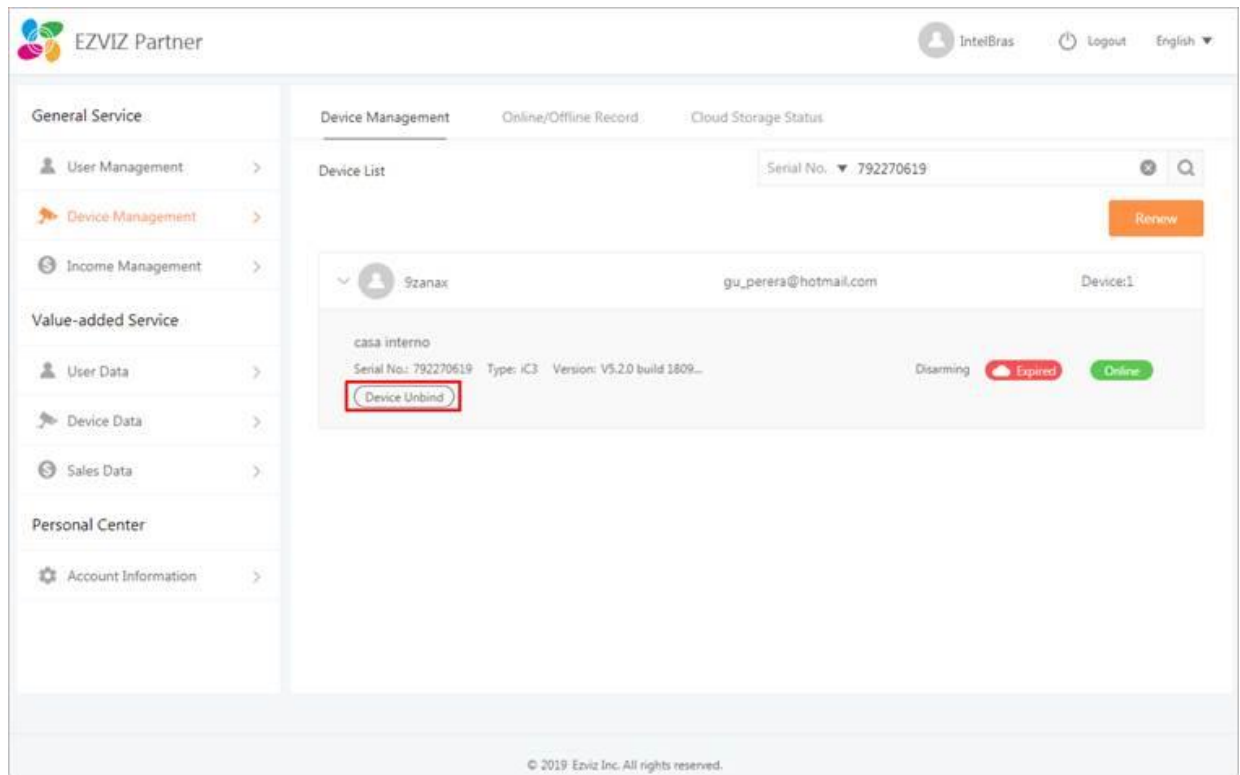 EZVIZ Partner
IntelBras Logout English
General Service
User Management
Device Management
Income Management
Value-added Service
User Data
Device Data
Sales Data
Personal Center
Account Information
Device Management Online/Offline Record Cloud Storage Status
Device List Serial No. 792270619
Renew
9zanax gu_perera@hotmail.com Device:1
casa interno
Serial No.: 792270619 Type: iC3 Version: V5.2.0 build 1809... Disarming Expired Online
Device Unbind
© 2019 Ezviz Inc. All rights reserved.